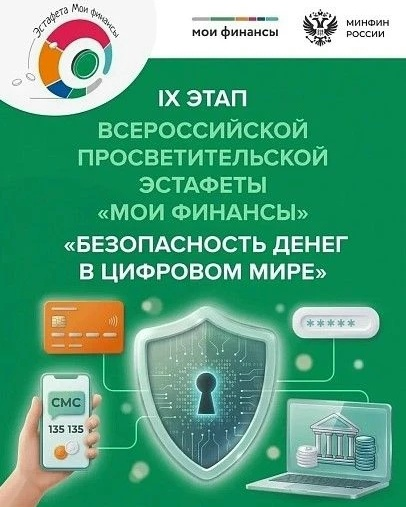 Эстафета Мои финансы
мои финансы
МИНФИН
РОССИИ
IX ЭТАП
ВСЕРОССИЙСКОЙ
ПРОСВЕТИТЕЛЬСКОЙ
ЭСТАФЕТЫ
«МОИ ФИНАНСЫ»
«БЕЗОПАСНОСТЬ ДЕНЕГ
В ЦИФРОВОМ МИРЕ»
*****
СМС
135 135